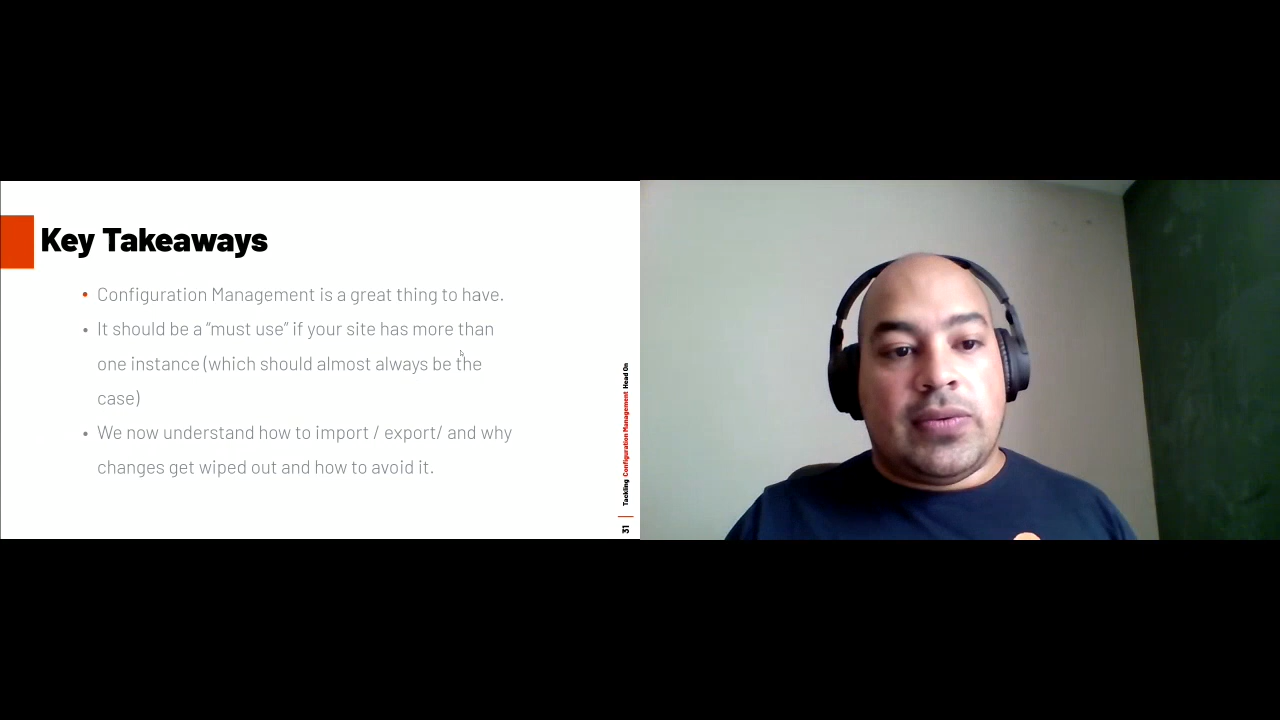 Key Takeaways
• Configuration Management is a great thing to have.
• It should be a “must use” if your site has more than
one instance (which should almost always be the
case)
• We now understand how to import / export/ and why
changes get wiped out and how to avoid it.
31 | Tackling Configuration Management Head On